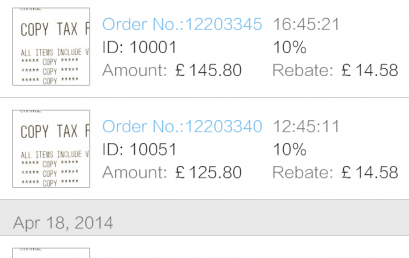 COPY TAX
ALL ITEMS INCLUDE
***** COPY *****
***** COPY *****
***** COPY *****
Order No.:12203345 16:45:21
ID: 10001 10%
Amount: £145.80 Rebate: £14.58
COPY TAX
ALL ITEMS INCLUDE
***** COPY *****
***** COPY *****
***** COPY *****
Order No.:12203340 12:45:11
ID: 10051 10%
Amount: £125.80 Rebate: £14.58
Apr 18, 2014